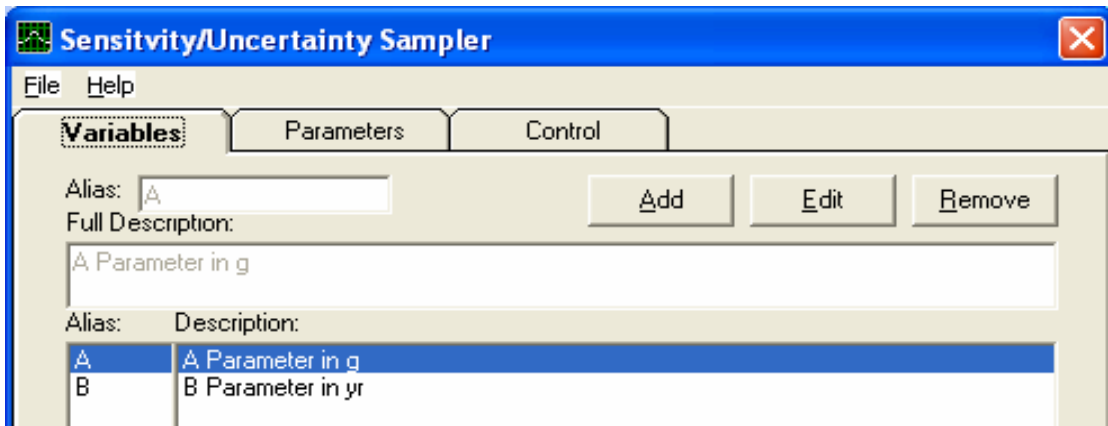 Sensitvity/Uncertainty Sampler
File Help
Variables Parameters Control
Alias: A Add Edit Remove
Full Description:
A Parameter in g
Alias: Description:
A A Parameter in g
B B Parameter in yr